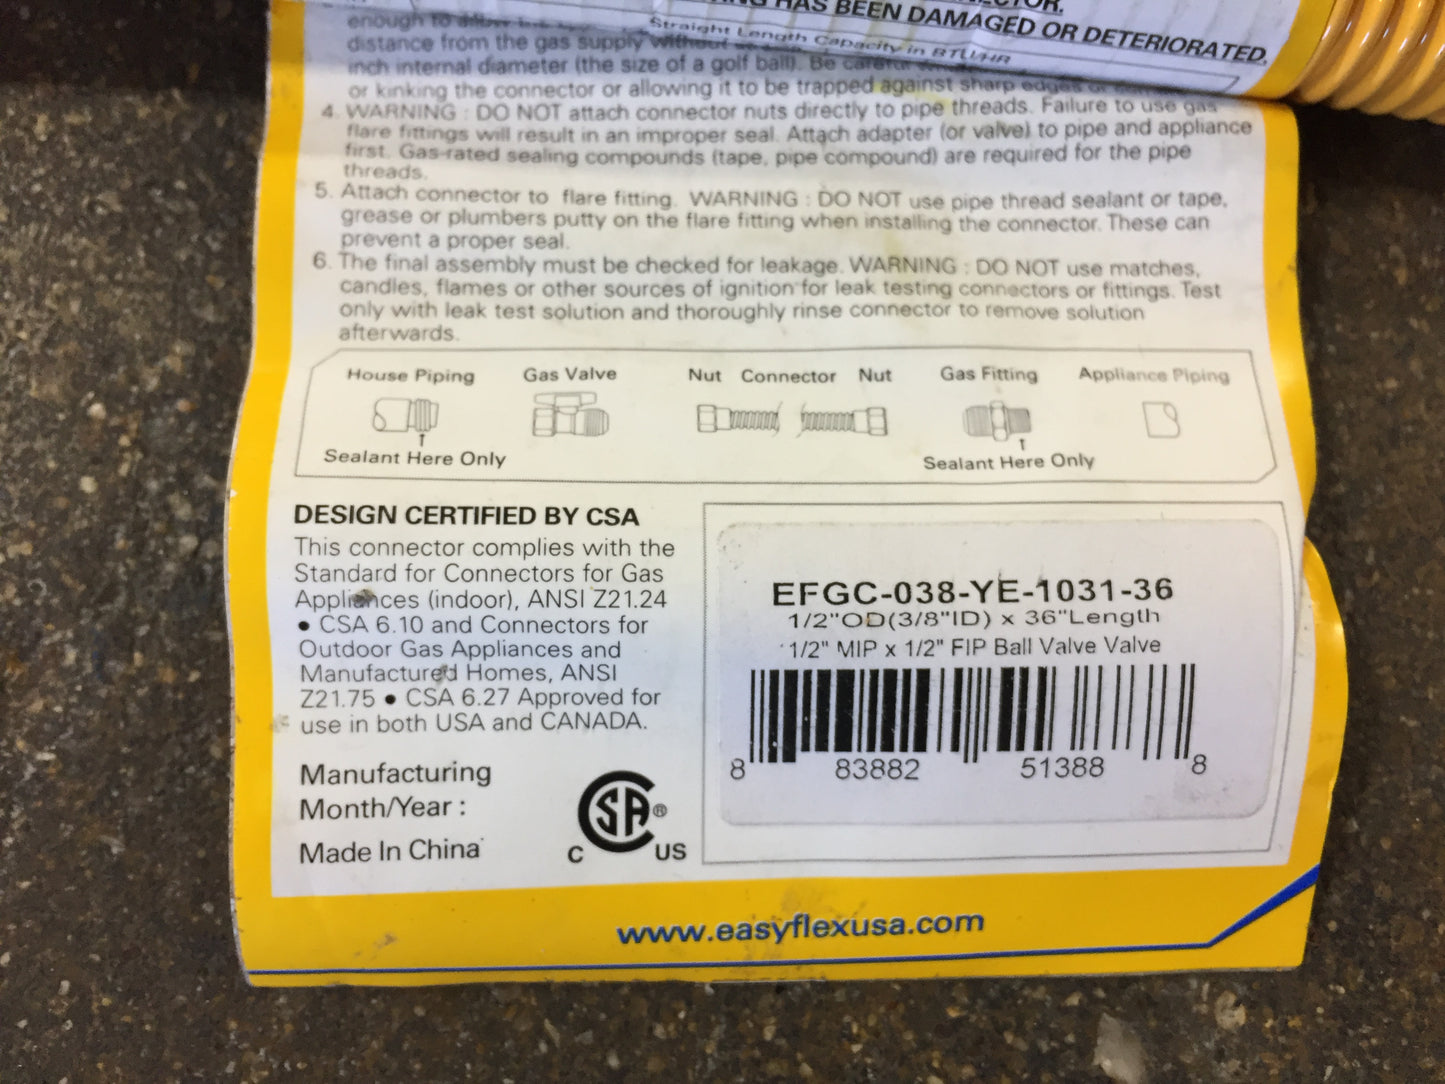 HAS BEEN DAMAGED OR DETERIORATED.
Straight Length Capacity in BTU/HR
enough to
distance from the gas supply without
inch internal diameter (the size of a golf ball). Be careful
or kinking the connector or allowing it to be trapped against sharp edges
4. WARNING : DO NOT attach connector nuts directly to pipe threads. Failure to use gas
flare fittings will result in an improper seal. Attach adapter (or valve) to pipe and appliance
first. Gas-rated sealing compounds (tape, pipe compound) are required for the pipe
threads.
5. Attach connector to flare fitting. WARNING : DO NOT use pipe thread sealant or tape,
grease or plumbers putty on the flare fitting when installing the connector. These can
prevent a proper seal.
6. The final assembly must be checked for leakage. WARNING : DO NOT use matches,
candles, flames or other sources of ignition for leak testing connectors or fittings. Test
only with leak test solution and thoroughly rinse connector to remove solution
afterwards.
House Piping Gas Valve Nut Connector Nut Gas Fitting Appliance Piping
Sealant Here Only Sealant Here Only
DESIGN CERTIFIED BY CSA
This connector complies with the
Standard for Connectors for Gas
Appliances (indoor), ANSI Z21.24
• CSA 6.10 and Connectors for
Outdoor Gas Appliances and
Manufactured Homes, ANSI
Z21.75 • CSA 6.27 Approved for
use in both USA and CANADA.
Manufacturing
Month/Year :
Made In China
CSA ®
C US
EFGC-038-YE-1031-36
1/2"OD(3/8"ID) x 36"Length
1/2" MIP x 1/2" FIP Ball Valve Valve
8 83882 51388 8
www.easyflexusa.com